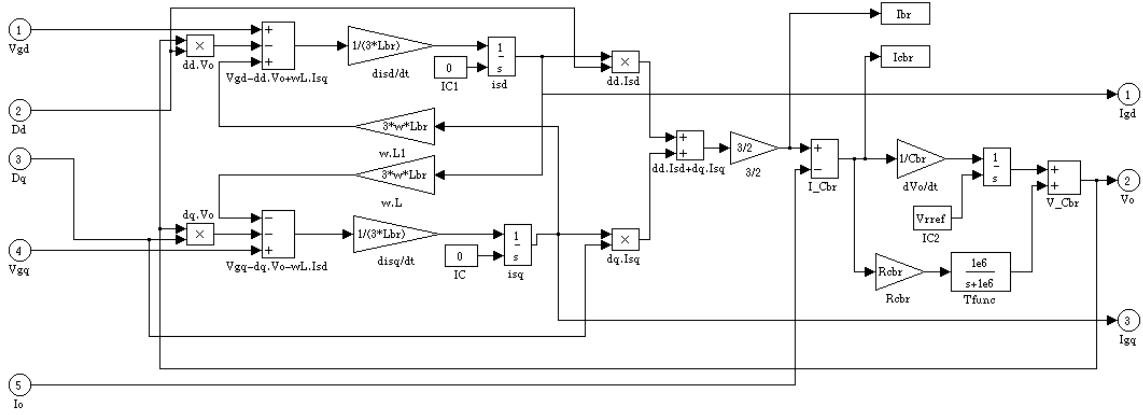 1
Vgd
×
dd.Vo
+
−
+
Vgd-dd.Vo+wL.Isq
1/(3*Lbr)
disd/dt
0
IC1
1
s
isd
×
dd.Isd
Ibr
Icbr
1
Igd
2
Dd
3
Dq
3*w*Lbr
w.L1
3*w*Lbr
w.L
+
+
dd.Isd+dq.Isq
3/2
3/2
+
−
I_Cbr
1/Cbr
dVo/dt
1
s
Vrref
IC2
+
+
V_Cbr
2
Vo
dq.Vo
×
4
Vgq
−
−
+
Vgq-dq.Vo-wL.Isd
1/(3*Lbr)
disq/dt
0
IC
1
s
isq
×
dq.Isq
Rcbr
Rcbr
1e6
s+1e6
Tfunc
3
Igq
5
Io